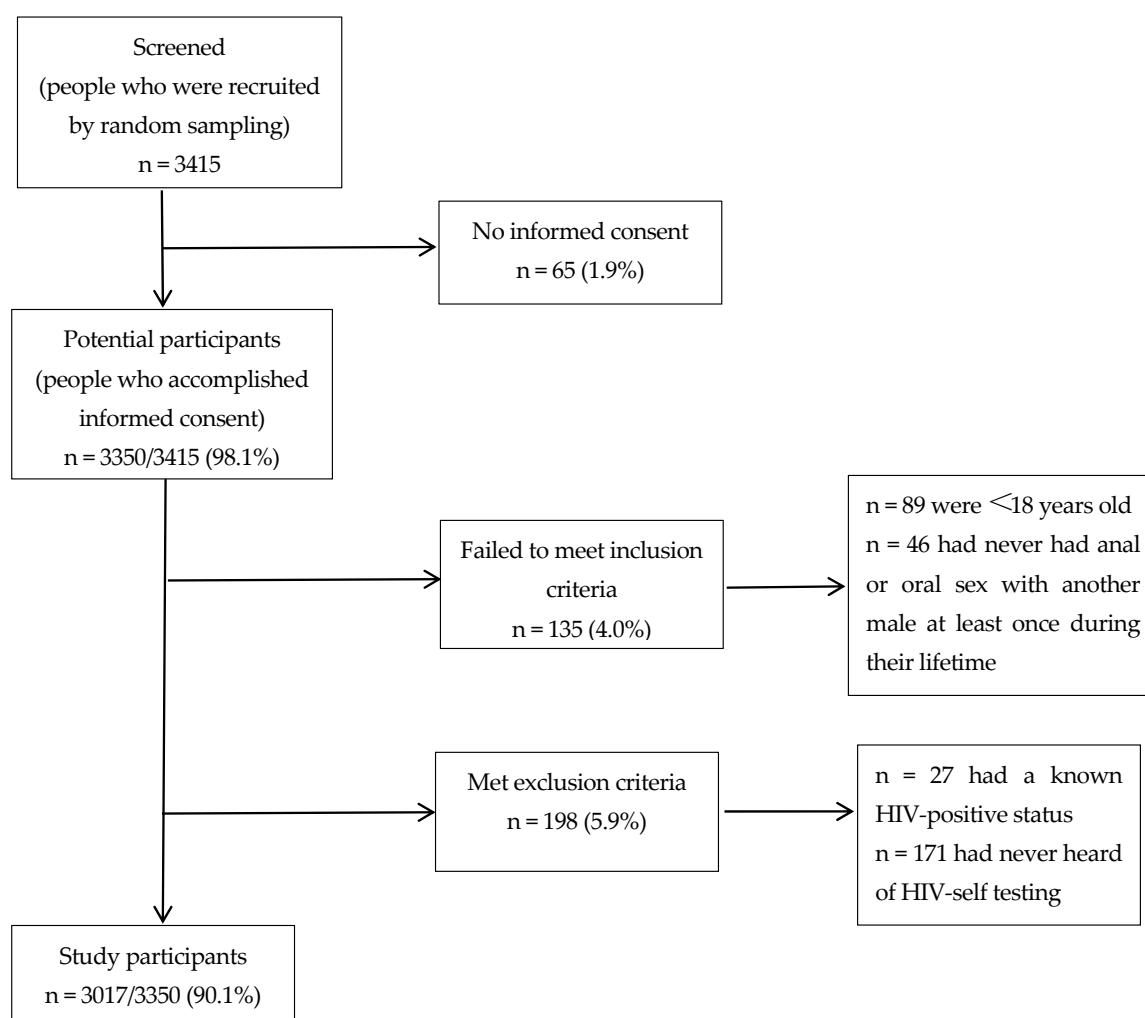 Screened
(people who were recruited
by random sampling)
n = 3415
No informed consent
n = 65 (1.9%)
Potential participants
(people who accomplished
informed consent)
n = 3350/3415 (98.1%)
Failed to meet inclusion
criteria
n = 135 (4.0%)
n = 89 were <18 years old
n = 46 had never had anal
or oral sex with another
male at least once during
their lifetime
Met exclusion criteria
n = 198 (5.9%)
n = 27 had a known
HIV-positive status
n = 171 had never heard
of HIV-self testing
Study participants
n = 3017/3350 (90.1%)